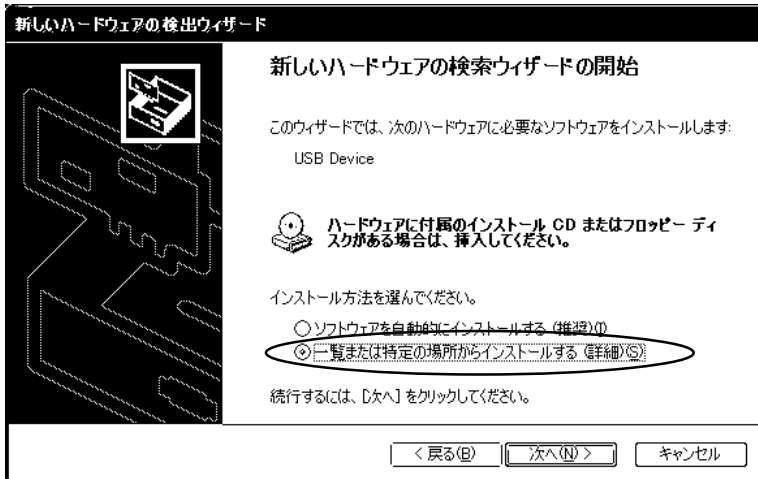 新しいハードウェアの検出ウィザード
新しいハードウェアの検索ウィザードの開始
このウィザードでは、次のハードウェアに必要なソフトウェアをインストールします:
USB Device
ハードウェアに付属のインストール CD またはフロッピー ディ
スクがある場合は、挿入してください。
インストール方法を選んでください。
ソフトウェアを自動的にインストールする (推奨)(I)
一覧または特定の場所からインストールする (詳細)(S)
続行するには、[次へ] をクリックしてください。
< 戻る(B) 次へ(N) > キャンセル